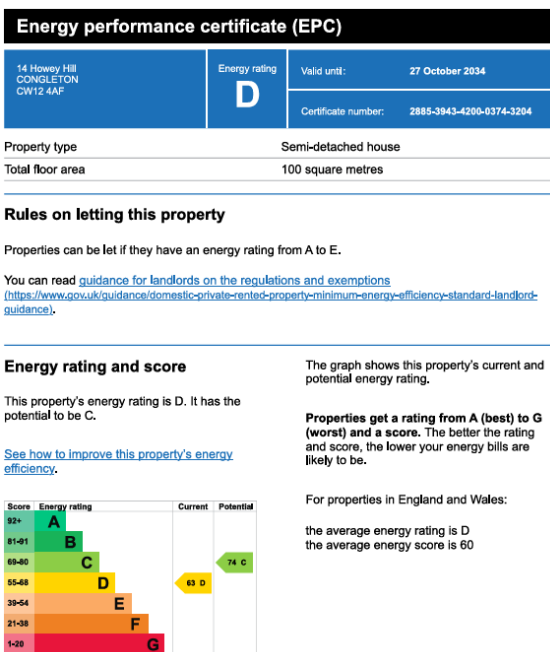 Energy performance certificate (EPC)
14 Howey Hill
CONGLETON
CW12 4AF
Energy rating
D
Valid until: 27 October 2034
Certificate number: 2885-3943-4200-0374-3204
Property type Semi-detached house
Total floor area 100 square metres
Rules on letting this property
Properties can be let if they have an energy rating from A to E.
You can read guidance for landlords on the regulations and exemptions
(https://www.gov.uk/guidance/domestic-private-rented-property-minimum-energy-efficiency-standard-landlord-
guidance).
Energy rating and score
This property's energy rating is D. It has the
potential to be C.
See how to improve this property's energy
efficiency.
Score Energy rating Current Potential
92+ A
81-91 B
69-80 C 74 C
55-68 D 63 D
39-54 E
21-38 F
1-20 G
The graph shows this property's current and
potential energy rating.
Properties get a rating from A (best) to G
(worst) and a score. The better the rating
and score, the lower your energy bills are
likely to be.
For properties in England and Wales:
the average energy rating is D
the average energy score is 60